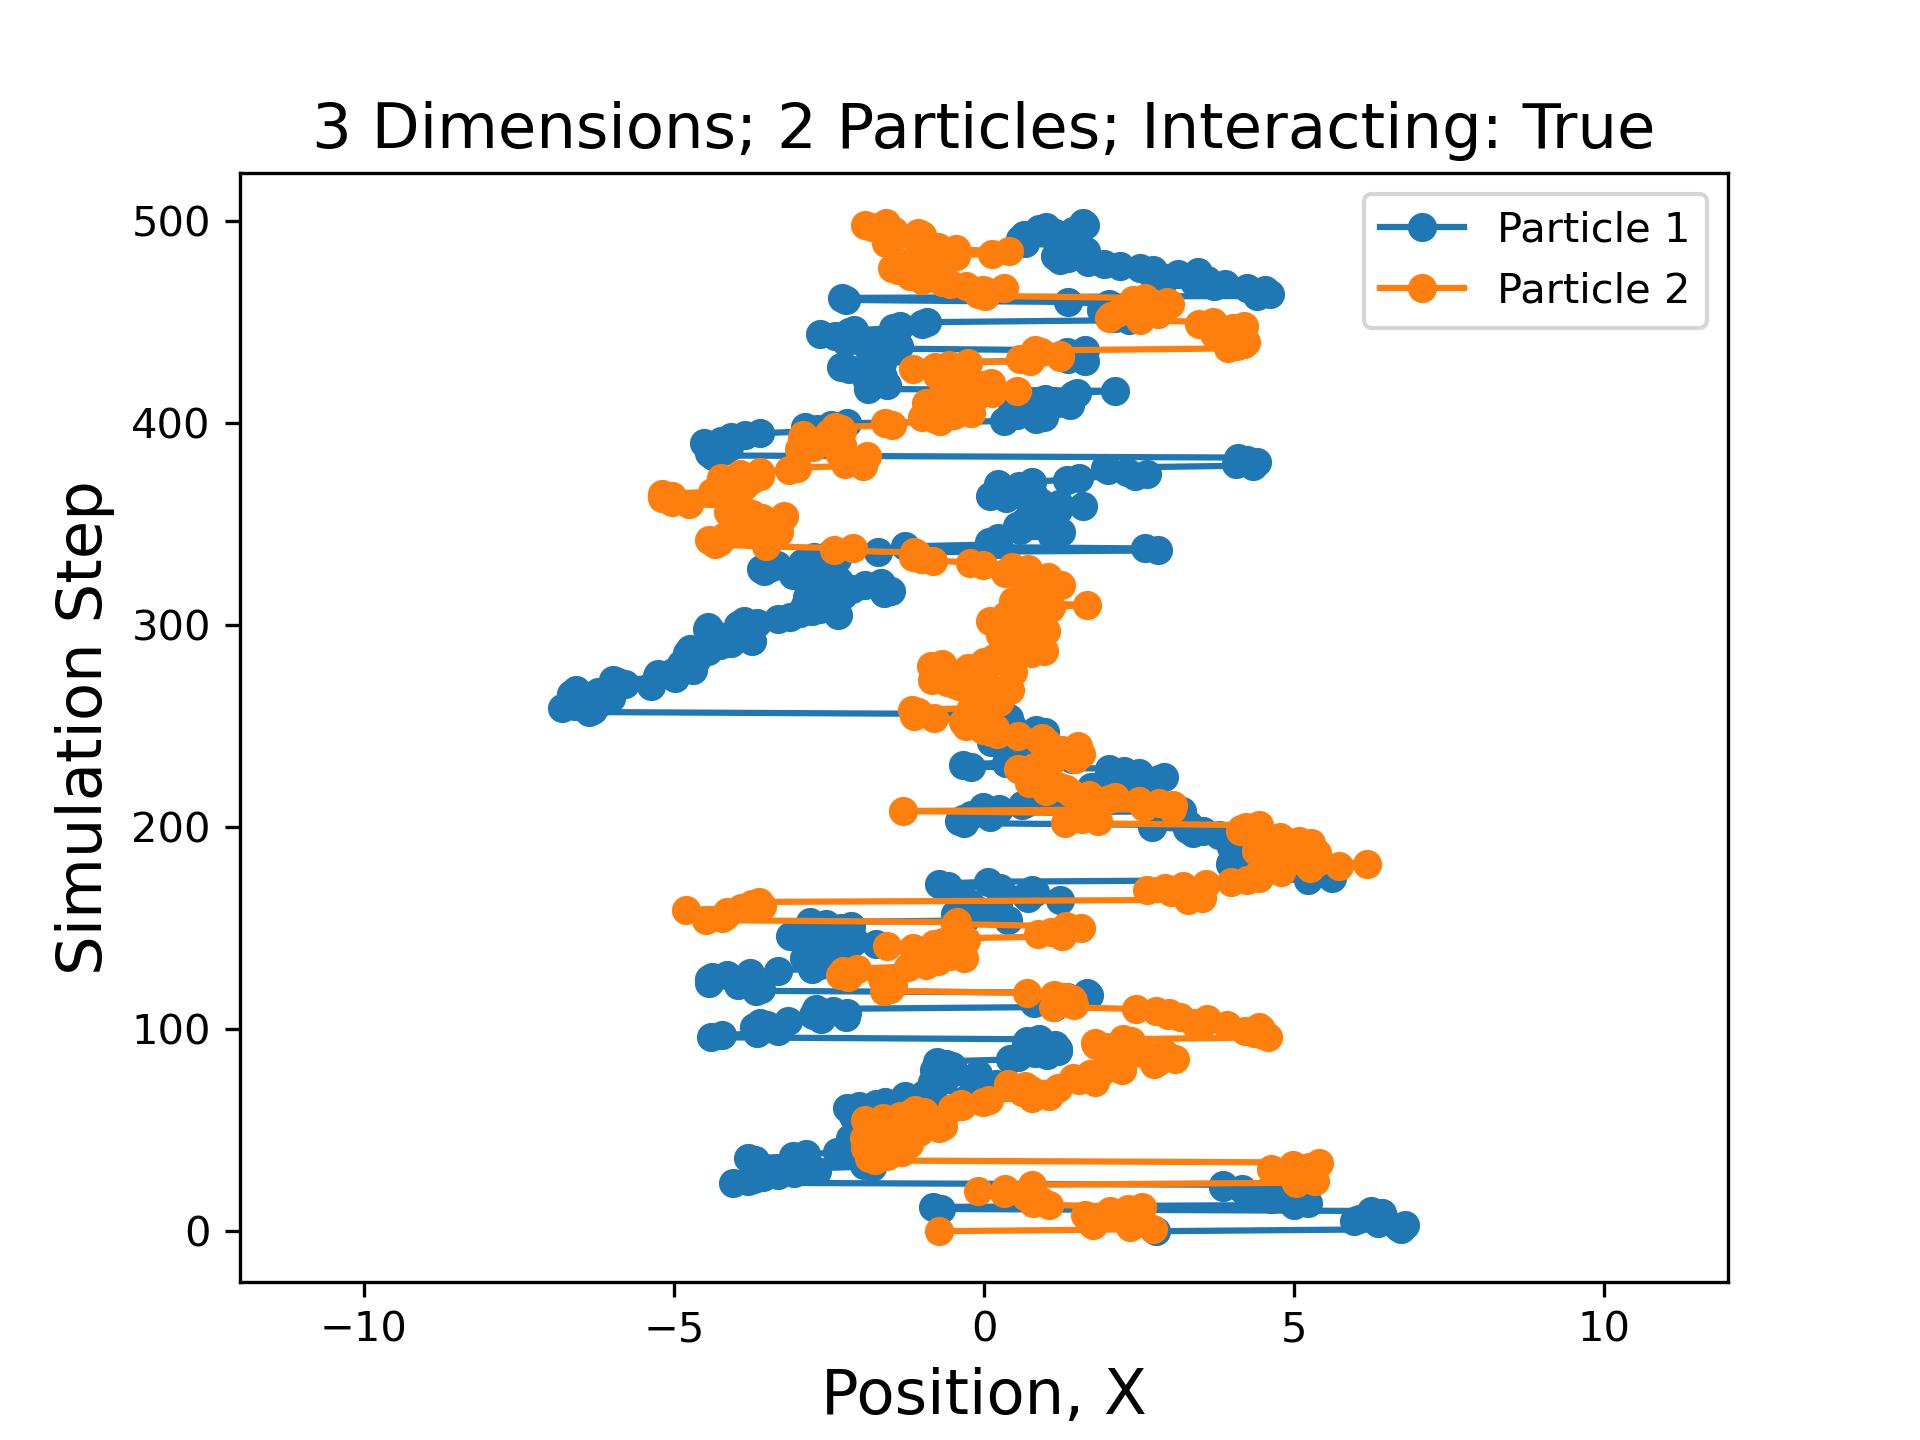 3 Dimensions; 2 Particles; Interacting: True
Particle 1
Particle 2
500
400
300
200
100
0
Simulation Step
−10
−5
0
5
10
Position, X